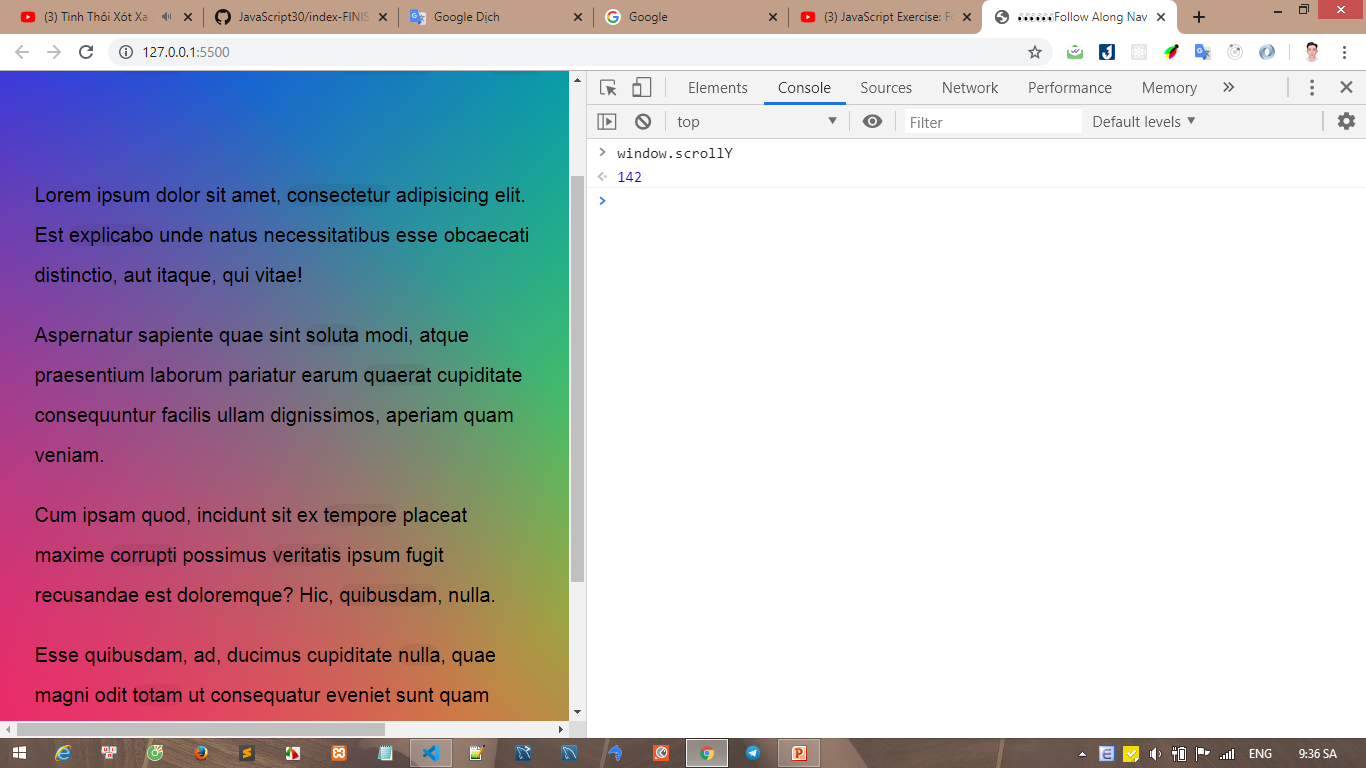 (3) Tình Thôi Xót Xa
JavaScript30/index-FINIS
Google Dịch
Google
(3) JavaScript Exercise: Fo
👀👀👀Follow Along Nav
127.0.0.1:5500
Elements
Console
Sources
Network
Performance
Memory
top
Filter
Default levels
window.scrollY
142
Lorem ipsum dolor sit amet, consectetur adipisicing elit.
Est explicabo unde natus necessitatibus esse obcaecati
distinctio, aut itaque, qui vitae!
Aspernatur sapiente quae sint soluta modi, atque
praesentium laborum pariatur earum quaerat cupiditate
consequuntur facilis ullam dignissimos, aperiam quam
veniam.
Cum ipsam quod, incidunt sit ex tempore placeat
maxime corrupti possimus veritatis ipsum fugit
recusandae est doloremque? Hic, quibusdam, nulla.
Esse quibusdam, ad, ducimus cupiditate nulla, quae
magni odit totam ut consequatur eveniet sunt quam
ENG
9:36 SA